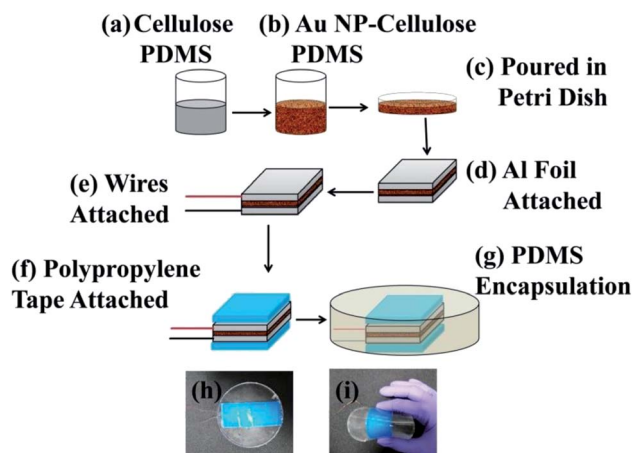 (a) Cellulose
PDMS
(b) Au NP-Cellulose
PDMS
(c) Poured in
Petri Dish
(d) Al Foil
Attached
(e) Wires
Attached
(f) Polypropylene
Tape Attached
(g) PDMS
Encapsulation
(h)
(i)